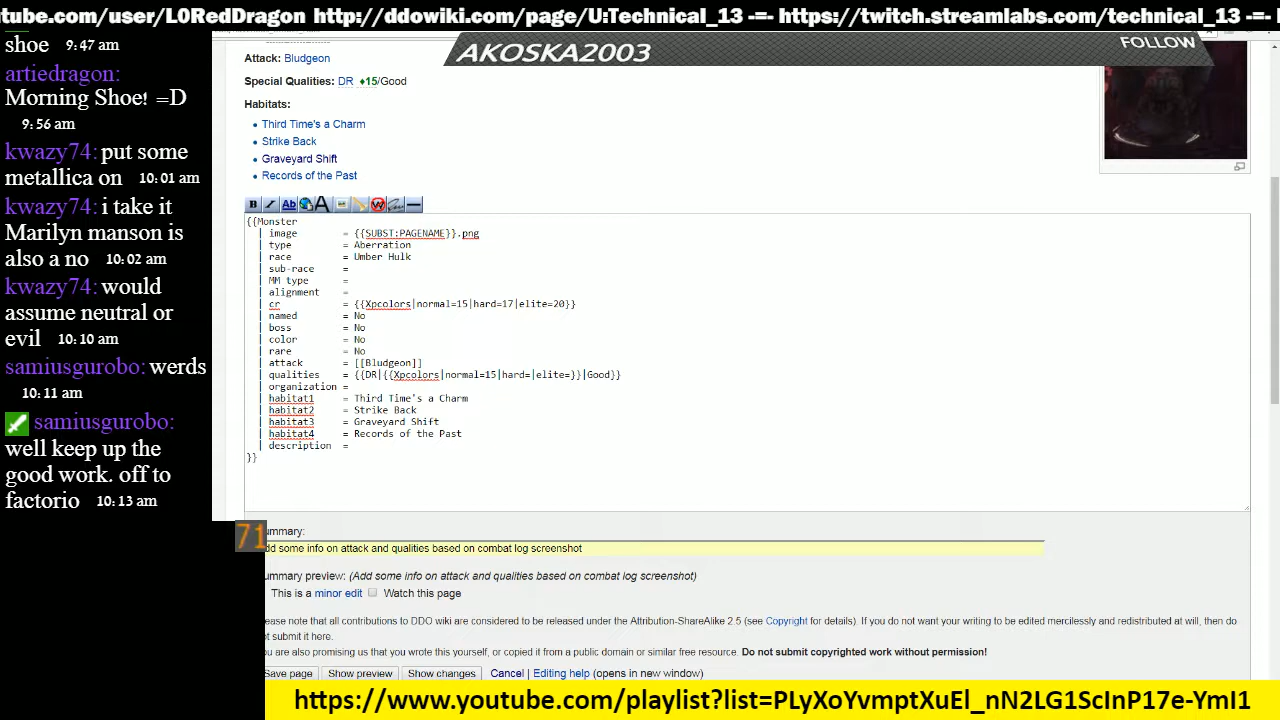 tube.com/user/L0RedDragon http://ddowiki.com/page/U:Technical_13 -=- https://twitch.streamlabs.com/technical_13 -=-
shoe 9:47 am
artiedragon:
Morning Shoe! =D
9:56 am
kwazy74: put some
metallica on 10:01 am
kwazy74: i take it
Marilyn manson is
also a no 10:02 am
kwazy74: would
assume neutral or
evil 10:10 am
samiusgurobo: werds
10:11 am
samiusgurobo:
well keep up the
good work. off to
factorio 10:13 am
AKOSKA2003
FOLLOW
Attack: Bludgeon
Special Qualities: DR ♦15/Good
Habitats:
Third Time's a Charm
Strike Back
Graveyard Shift
Records of the Past
B I Ab A W
{{Monster
| image = {{SUBST:PAGENAME}}.png
| type = Aberration
| race = Umber Hulk
| sub-race =
| MM type =
| alignment =
| cr = {{Xpcolors|normal=15|hard=17|elite=20}}
| named = No
| boss = No
| color = No
| rare = No
| attack = [[Bludgeon]]
| qualities = {{DR|{{Xpcolors|normal=15|hard=|elite=}}|Good}}
| organization =
| habitat1 = Third Time's a Charm
| habitat2 = Strike Back
| habitat3 = Graveyard Shift
| habitat4 = Records of the Past
| description =
}}
71
ummary:
dd some info on attack and qualities based on combat log screenshot
ummary preview: (Add some info on attack and qualities based on combat log screenshot)
This is a minor edit Watch this page
ease note that all contributions to DDO wiki are considered to be released under the Attribution-ShareAlike 2.5 (see Copyright for details). If you do not want your writing to be edited mercilessly and redistributed at will, then do
ot submit it here.
ou are also promising us that you wrote this yourself, or copied it from a public domain or similar free resource. Do not submit copyrighted work without permission!
ave page Show preview Show changes Cancel | Editing help (opens in new window)
https://www.youtube.com/playlist?list=PLyXoYvmptXuEl_nN2LG1ScInP17e-YmI1